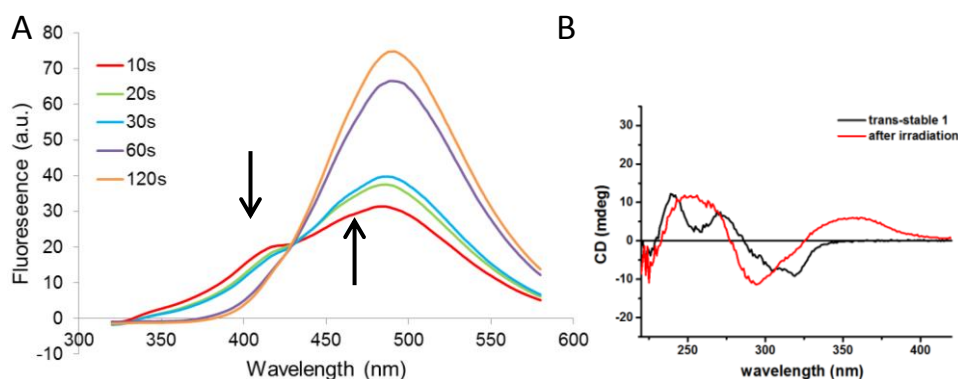 A
Fluoreseence (a.u.)
80
70
60
50
40
30
20
10
0
-10
10s
20s
30s
60s
120s
300 350 400 450 500 550 600
Wavelength (nm)
B
CD (mdeg)
30
20
10
0
-10
-20
trans-stable 1
after irradiation
250 300 350 400
wavelength (nm)